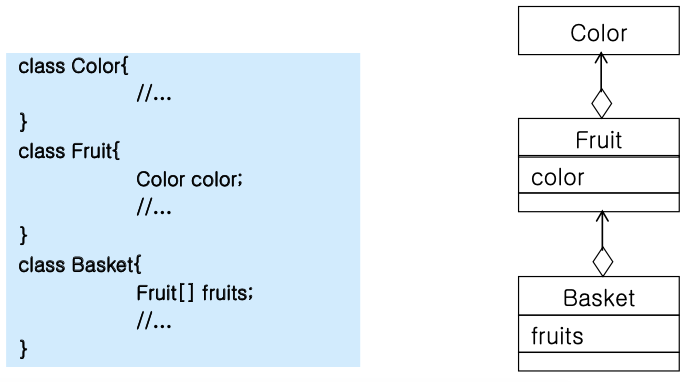 class Color{
//...
}
class Fruit{
Color color;
//...
}
class Basket{
Fruit[] fruits;
//...
}
Color
Fruit
color
Basket
fruits